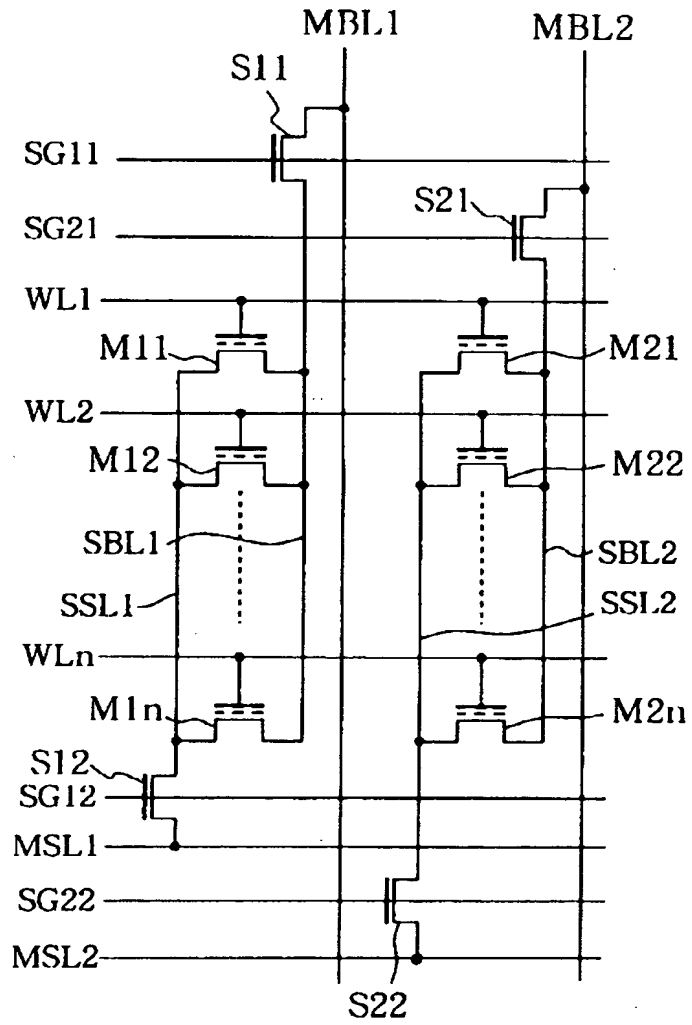 MBL1 MBL2
S11
SG11
S21
SG21
WL1
M11 M21
WL2
M12 M22
SBL1 SBL2
SSL1 SSL2
WLn
M1n M2n
S12
SG12
MSL1
SG22
MSL2
S22